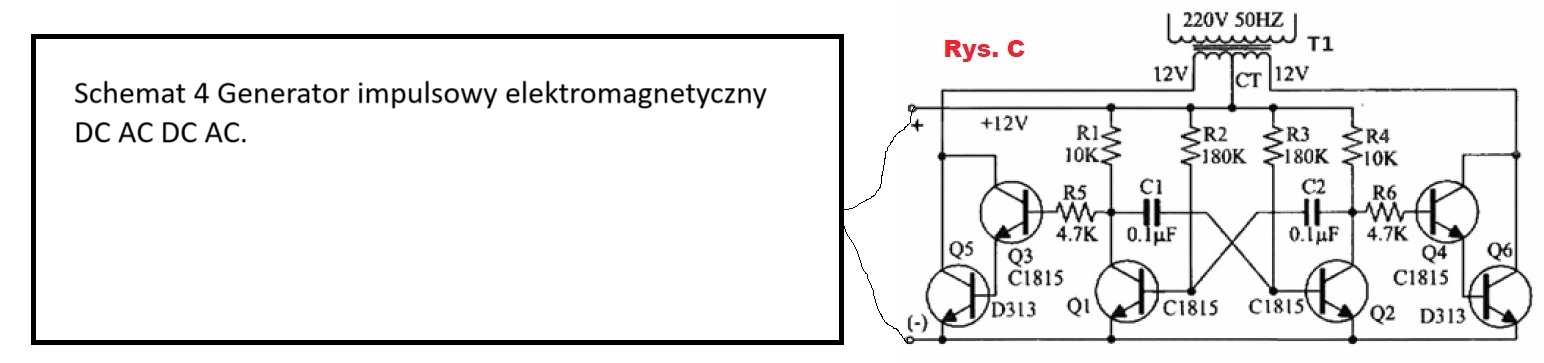 Schemat 4 Generator impulsowy elektromagnetyczny
DC AC DC AC.
Rys. C
220V 50HZ
T1
12V
CT
12V
+
+12V
R1
10K
R2
180K
R3
180K
R4
10K
R5
4.7K
C1
0.1µF
C2
0.1µF
R6
4.7K
Q5
Q3
C1815
D313
Q1
C1815
C1815
Q2
Q4
C1815
Q6
D313
(-)